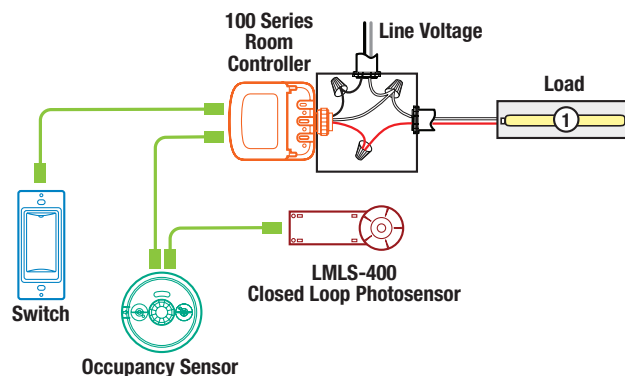 100 Series
Room
Controller
Line Voltage
Load
1
LMLS-400
Closed Loop Photosensor
Switch
Occupancy Sensor